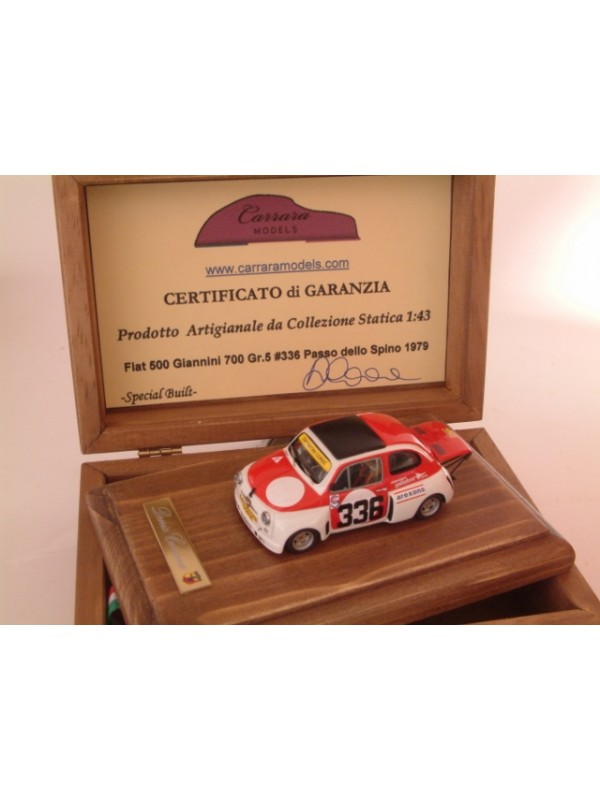 Carrara
MODELS
www.carraramodels.com
CERTIFICATO di GARANZIA
Prodotto Artigianale da Collezione Statica 1:43
Fiat 500 Giannini 700 Gr.5 #336 Passo dello Spino 1979
-Special Built-
336
arexons